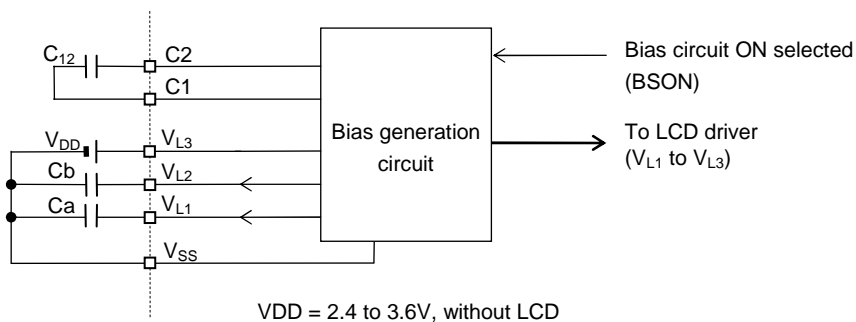 C12
C2
C1
VDD
VL3
Cb
VL2
Ca
VL1
VSS
Bias generation
circuit
Bias circuit ON selected
(BSON)
To LCD driver
(VL1 to VL3)
VDD = 2.4 to 3.6V, without LCD